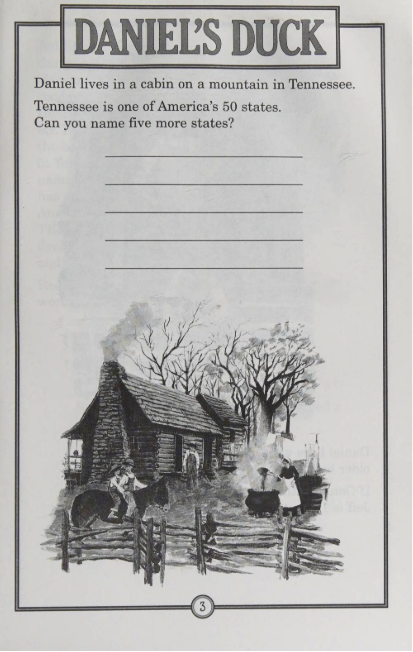 DANIEL'S DUCK
Daniel lives in a cabin on a mountain in Tennessee.
Tennessee is one of America's 50 states.
Can you name five more states?
3